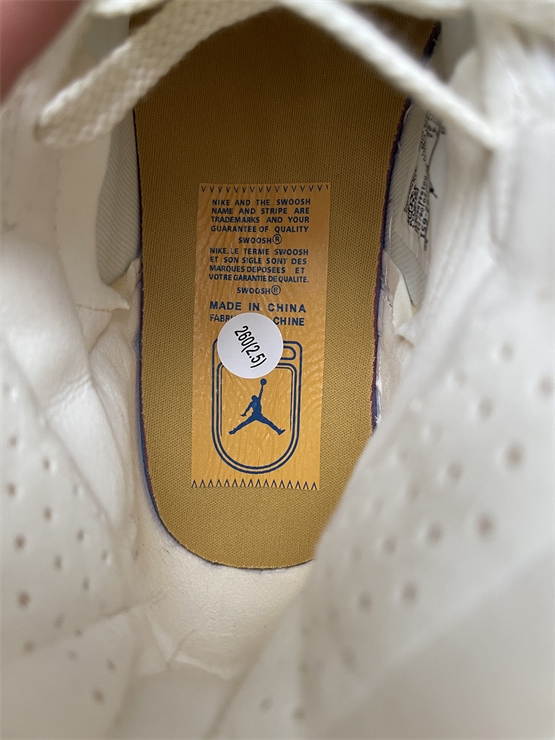 NIKE AND THE SWOOSH
NAME AND STRIPE ARE
TRADEMARKS AND YOUR
GUARANTEE OF QUALITY
SWOOSH®
NIKE, LE TERME SWOOSH
ET SON SIGLE SONT DES
MARQUES DEPOSEES ET
VOTRE GARANTIE DE QUALITE.
SWOOSH®
MADE IN CHINA
CHINE
260(2.5)